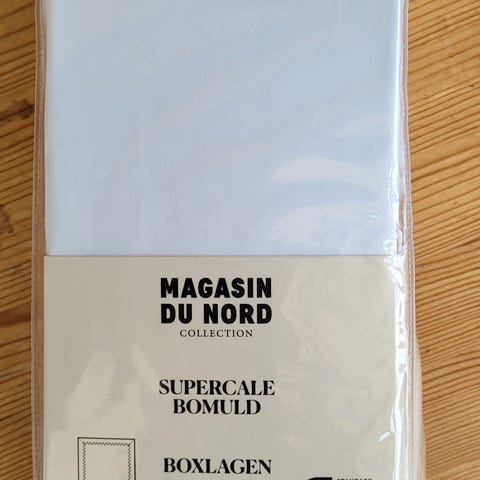 MAGASIN
DU NORD
COLLECTION
SUPERCALE
BOMULD
BOXLAGEN